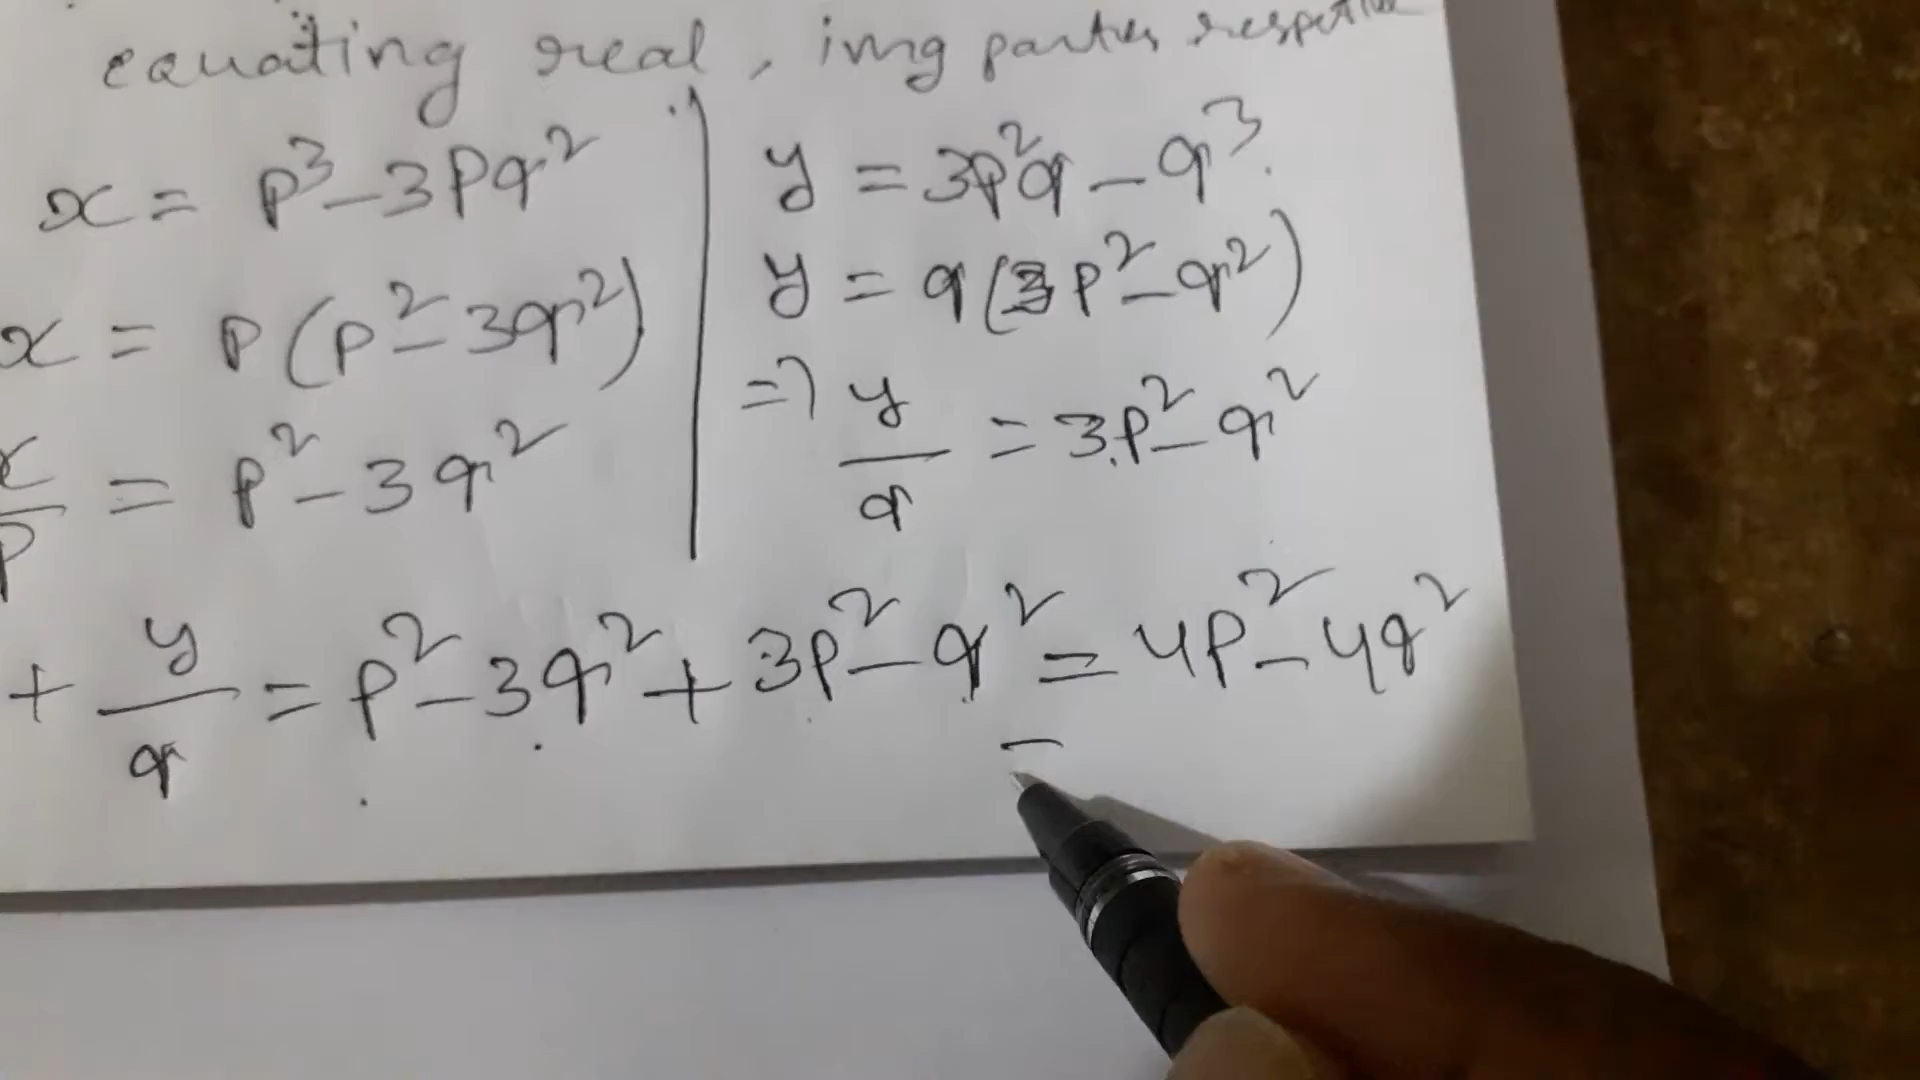 equating real, img parts
x = p³ - 3pq²
x = p(p² - 3q²)
x/p = p² - 3q²
y = 3p²q - q³.
y = q(3p² - q²)
=> y/q = 3p² - q²
+ y/q = p² - 3q² + 3p² - q² = 4p² - 4q²